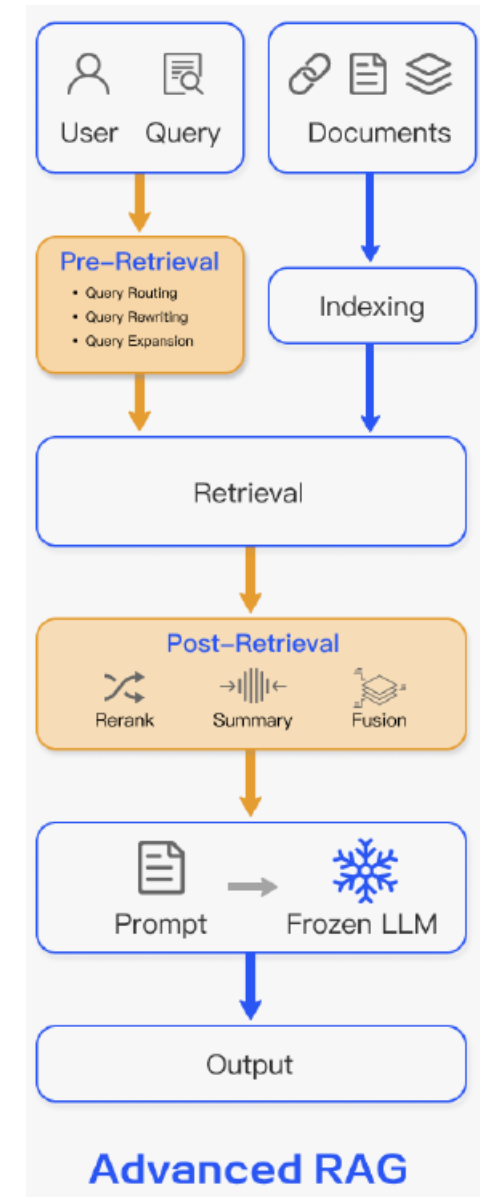 User Query
Documents
Pre-Retrieval
• Query Routing
• Query Rewriting
• Query Expansion
Indexing
Retrieval
Post-Retrieval
Rerank Summary Fusion
Prompt Frozen LLM
Output
Advanced RAG